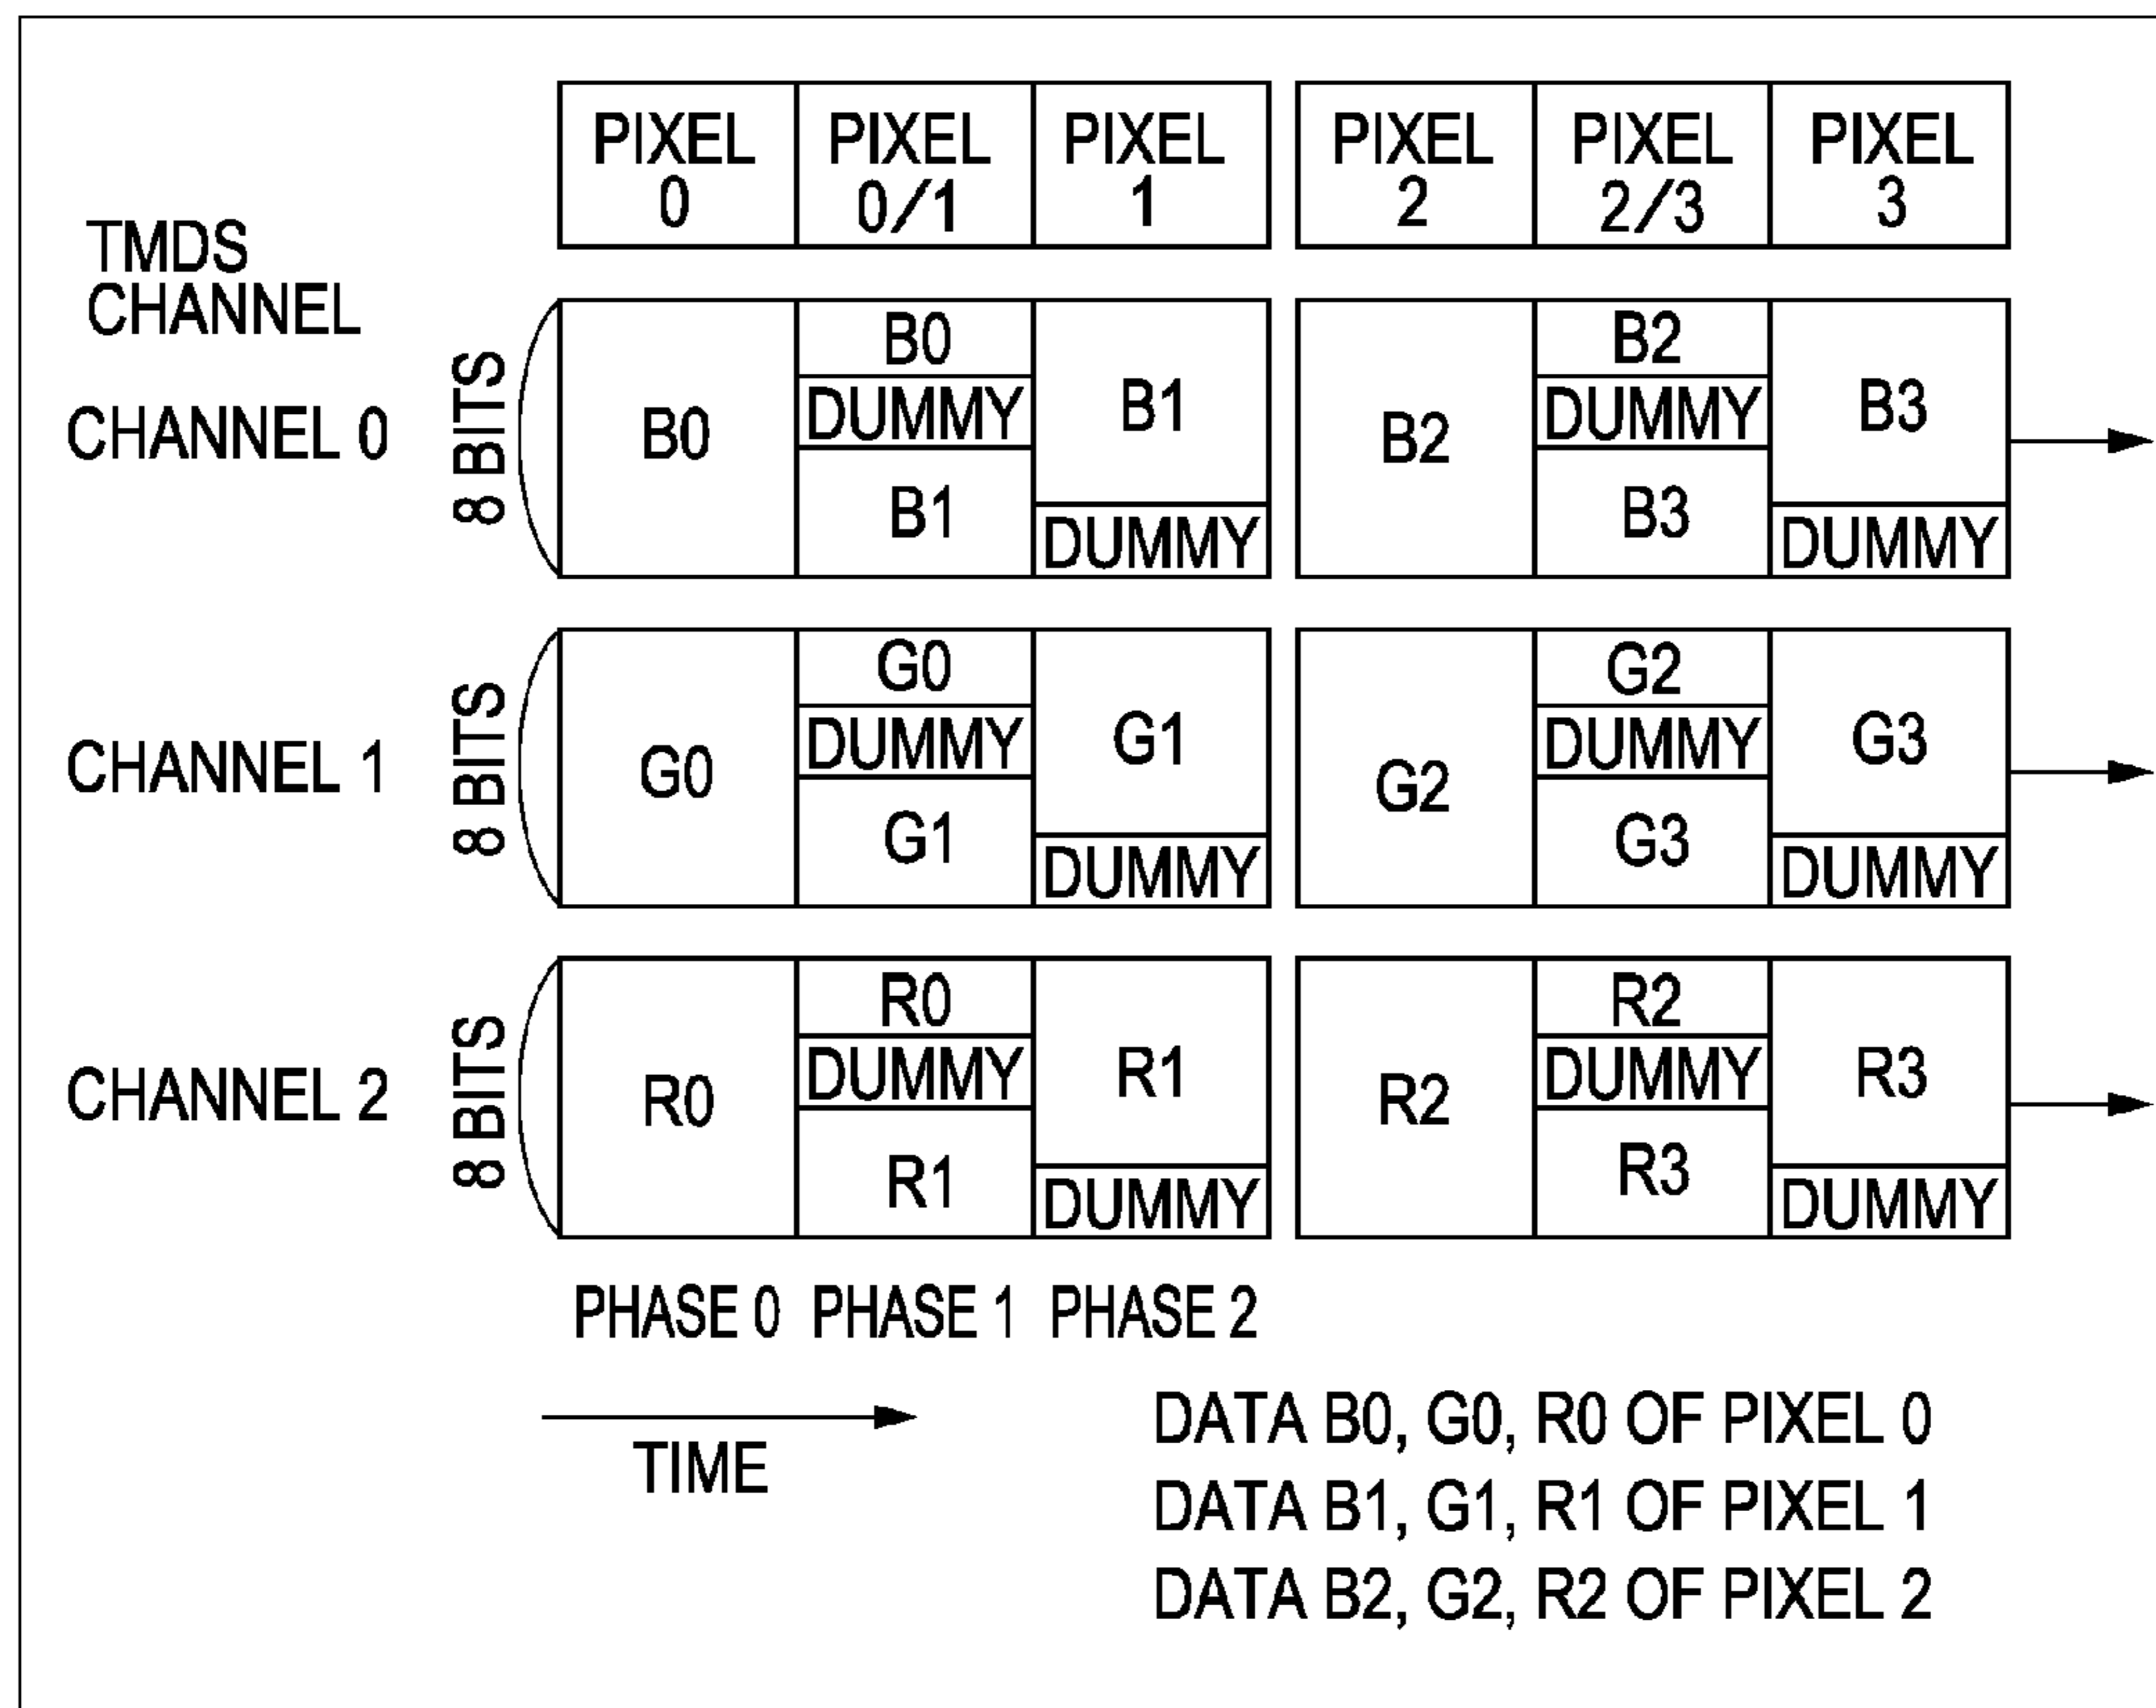 PIXEL 0 PIXEL 0/1 PIXEL 1 PIXEL 2 PIXEL 2/3 PIXEL 3
TMDS
CHANNEL
CHANNEL 0
8 BITS
B0
B0
DUMMY
B1
B1
DUMMY
B2
B2
DUMMY
B3
B3
DUMMY
CHANNEL 1
8 BITS
G0
G0
DUMMY
G1
G1
DUMMY
G2
G2
DUMMY
G3
G3
DUMMY
CHANNEL 2
8 BITS
R0
R0
DUMMY
R1
R1
DUMMY
R2
R2
DUMMY
R3
R3
DUMMY
PHASE 0 PHASE 1 PHASE 2
TIME
DATA B0, G0, R0 OF PIXEL 0
DATA B1, G1, R1 OF PIXEL 1
DATA B2, G2, R2 OF PIXEL 2